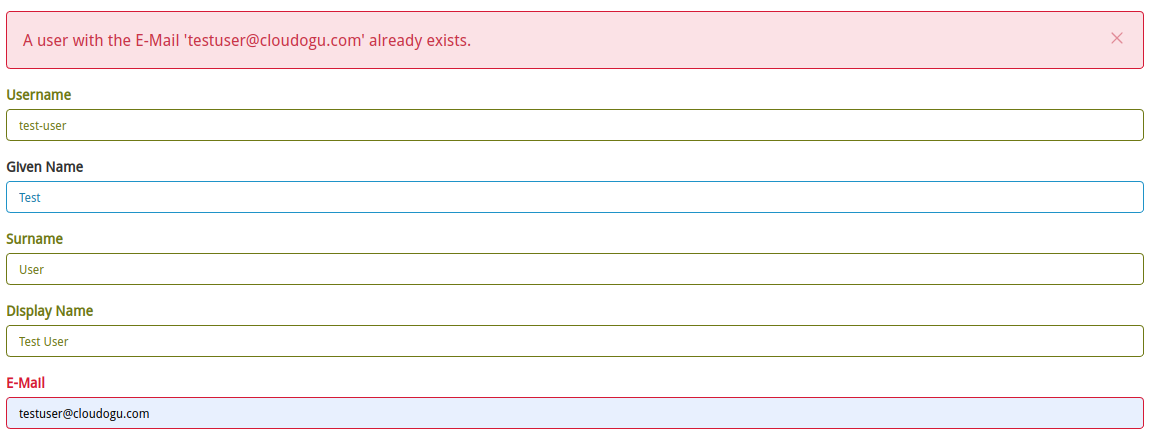 A user with the E-Mail 'testuser@cloudogu.com' already exists.
Username
test-user
GIven Name
Test
Surname
User
DIsplay Name
Test User
E-Mail
testuser@cloudogu.com